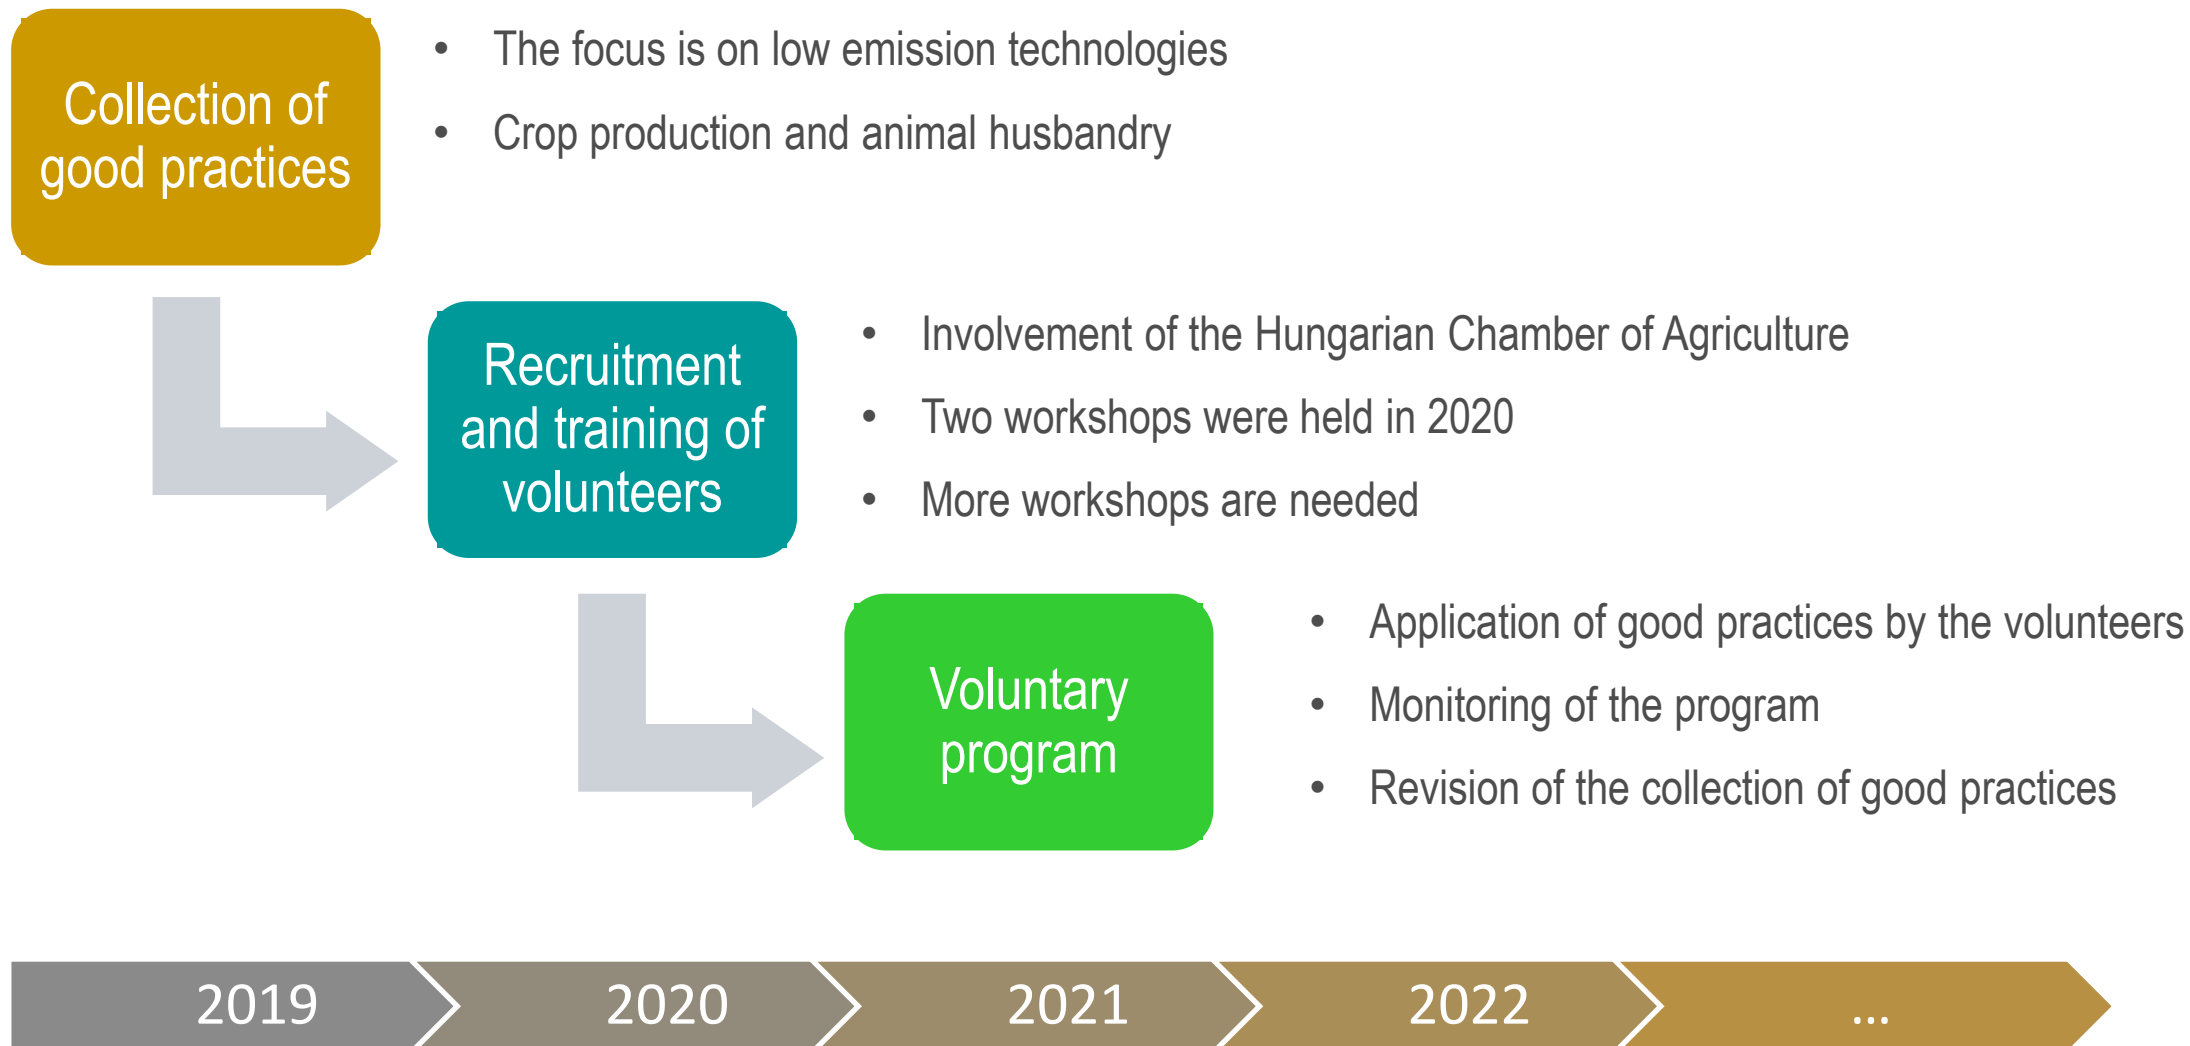 Collection of
good practices
• The focus is on low emission technologies
• Crop production and animal husbandry
Recruitment
and training of
volunteers
• Involvement of the Hungarian Chamber of Agriculture
• Two workshops were held in 2020
• More workshops are needed
Voluntary
program
• Application of good practices by the volunteers
• Monitoring of the program
• Revision of the collection of good practices
2019 2020 2021 2022 ...